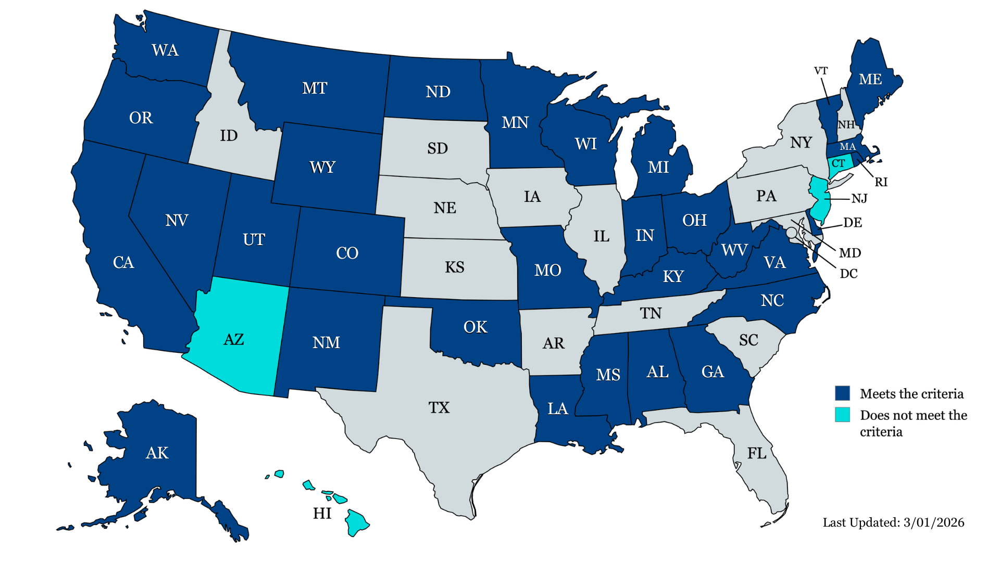 WA
MT
ND
MN
VT
ME
OR
ID
SD
WI
MI
NY
NH
MA
CT
RI
WY
IA
PA
NJ
NE
NV
UT
CO
KS
MO
IL
IN
OH
DE
MD
DC
WV
VA
KY
CA
AZ
NM
OK
AR
TN
NC
SC
MS
AL
GA
TX
LA
FL
AK
HI
Meets the criteria
Does not meet the
criteria
Last Updated: 3/01/2026